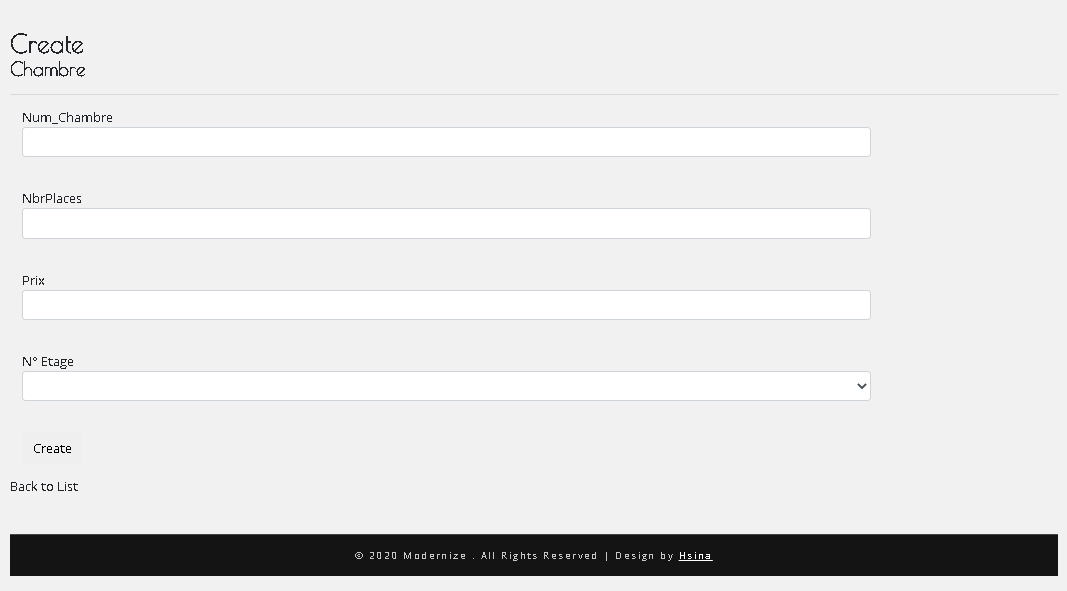 Create
Chambre
Num_Chambre
NbrPlaces
Prix
N° Etage
Create
Back to List
© 2020 Modernize . All Rights Reserved | Design by Hsina